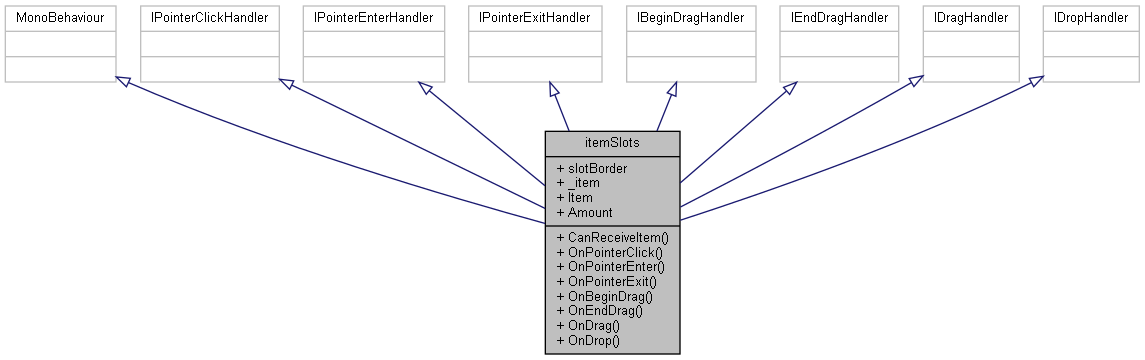 MonoBehaviour
IPointerClickHandler
IPointerEnterHandler
IPointerExitHandler
IBeginDragHandler
IEndDragHandler
IDragHandler
IDropHandler
itemSlots
+ slotBorder
+ _item
+ Item
+ Amount
+ CanReceiveItem()
+ OnPointerClick()
+ OnPointerEnter()
+ OnPointerExit()
+ OnBeginDrag()
+ OnEndDrag()
+ OnDrag()
+ OnDrop()